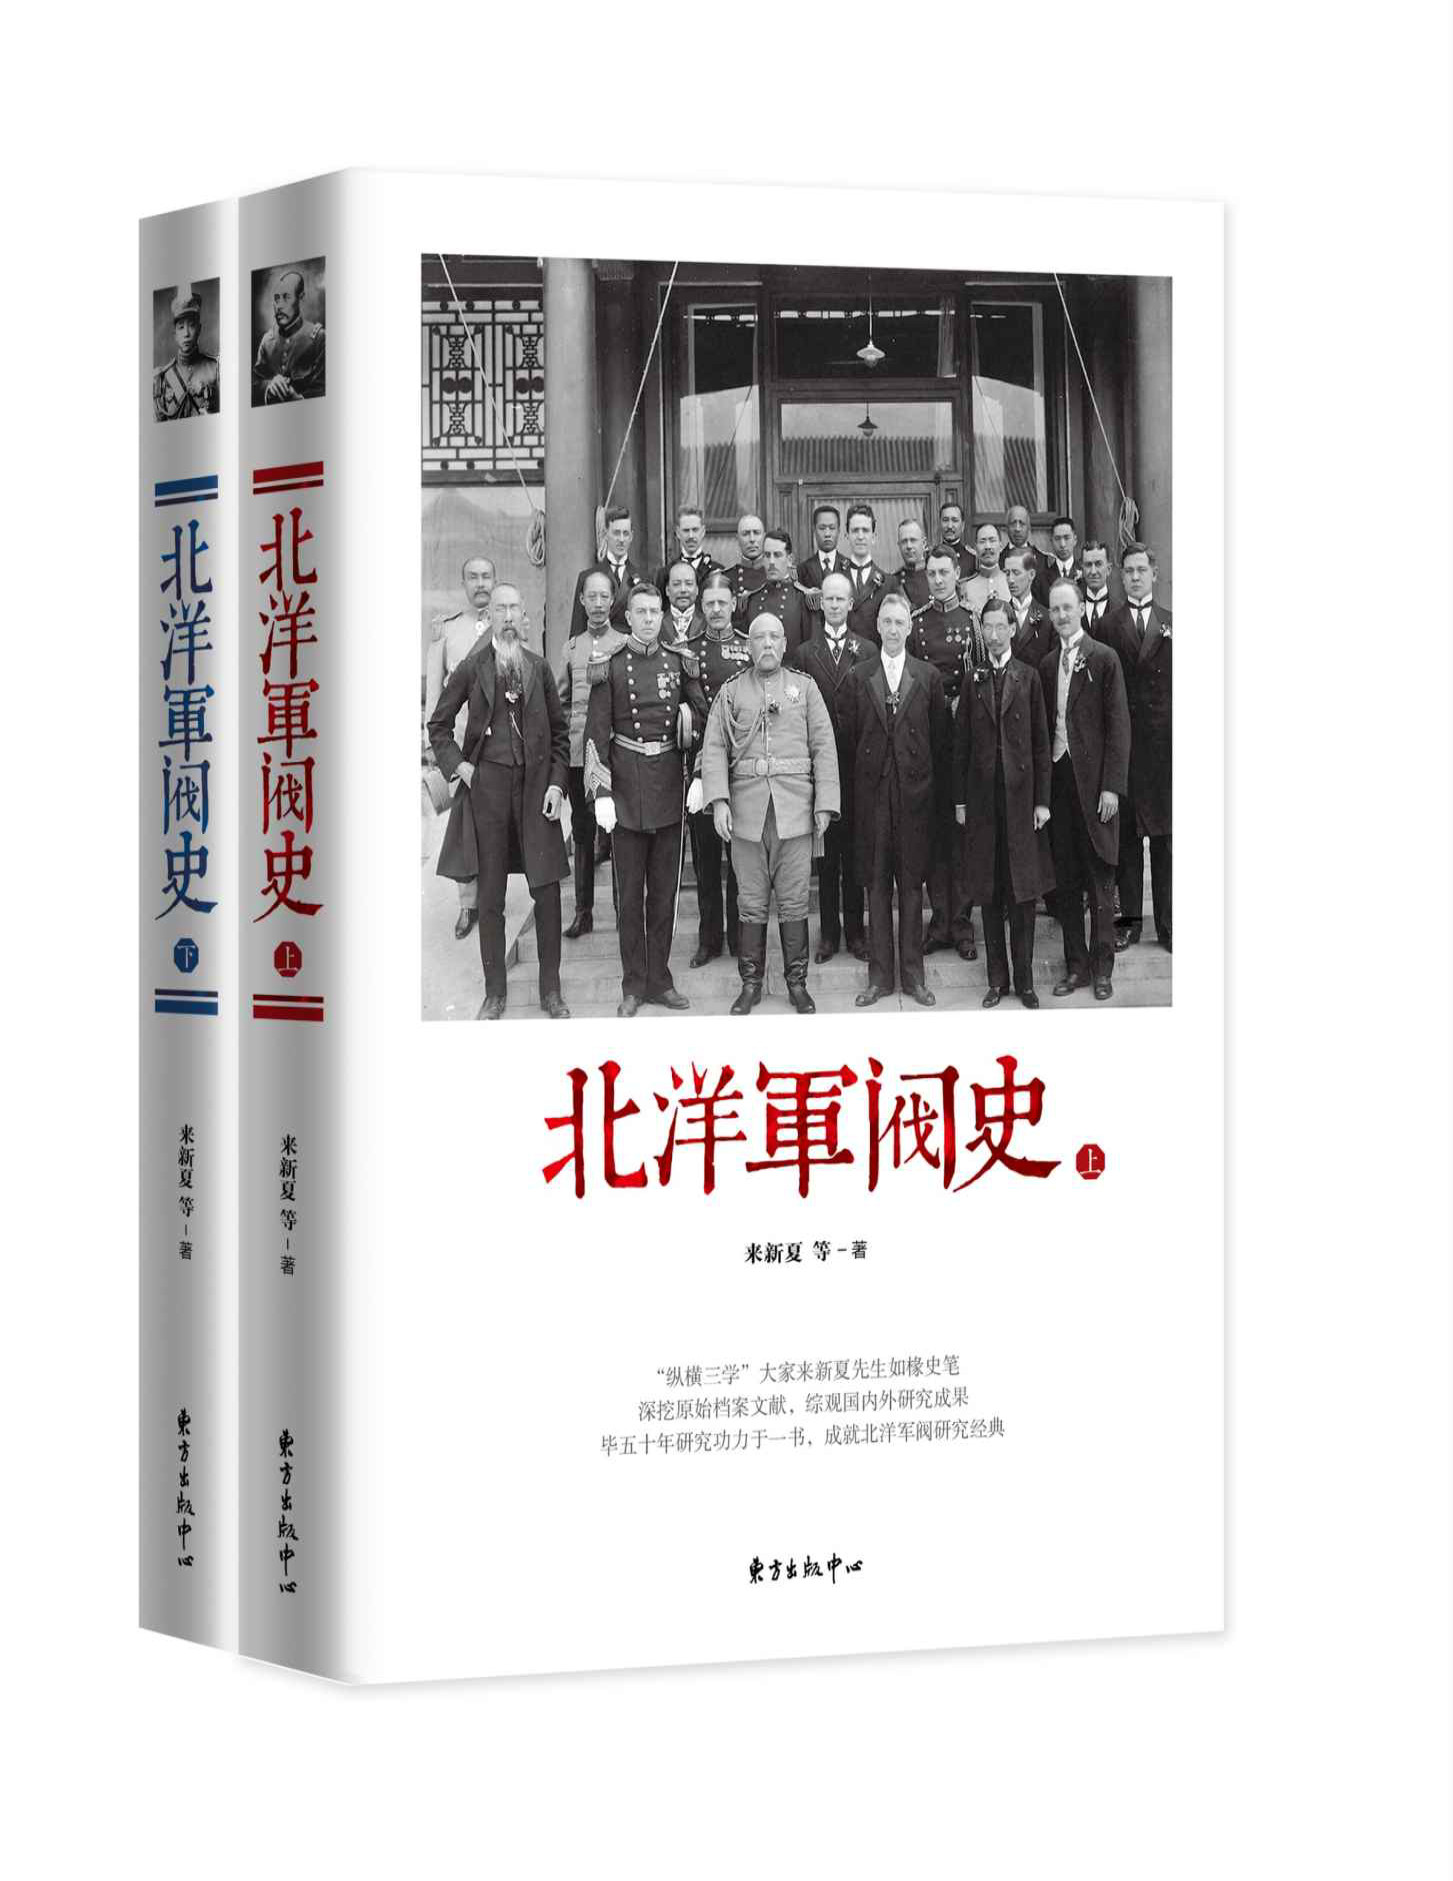 北洋軍阀史 下
来新夏 等 著
東方出版中心
北洋軍阀史 上
来新夏 等 著
東方出版中心
北洋軍阀史 上
来新夏 等 著
“纵横三学”大家来新夏先生如椽史笔
深挖原始档案文献，综观国内外研究成果
毕五十年研究功力于一书，成就北洋军阀研究经典
東方出版中心